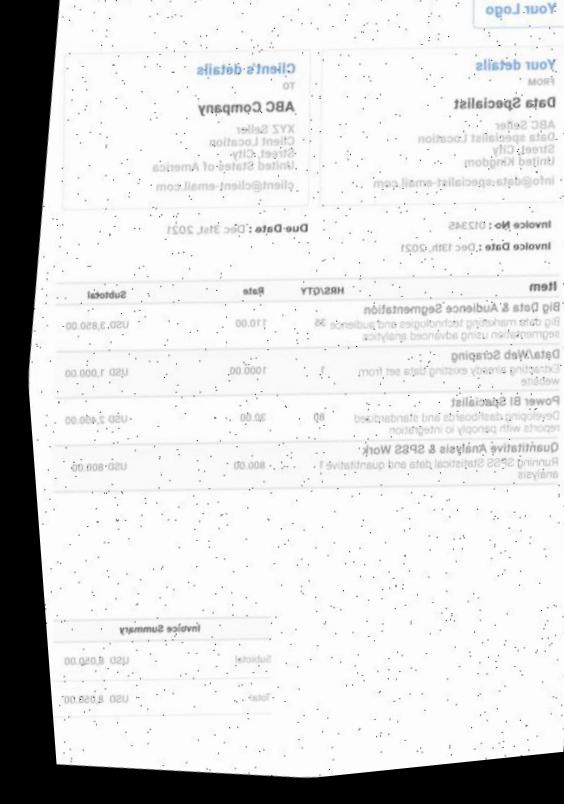 Your Logo
Your details
FROM
Data Specialist
ABC Seller
Data specialist Location
Street, City
United Kingdom
info@data-specialist-email.com
Client's details
TO
ABC Company
XYZ Seller
Client Location
Street, City
United States of America
client@client-email.com
Invoice No : 012345
Invoice Date : Dec 13th, 2021
Due Date : Dec 31st, 2021
Item HRS/QTY Rate Subtotal
Big Data & Audience Segmentation
Big data marketing technologies and audience 35 110.00 USD 3,850.00
segmentation using advanced analytics
Data/Web Scraping
Extracting already existing data set from 1 1000.00 USD 1,000.00
website
Power BI Specialist
Developing dashboards and standardized 80 30.00 USD 2,400.00
reports with panoply io integration
Quantitative Analysis & SPSS Work
Running SPSS Statistical data and quantitative 1 800.00 USD 800.00
analysis
Invoice Summary
Subtotal USD 8,050.00
Total USD 8,050.00